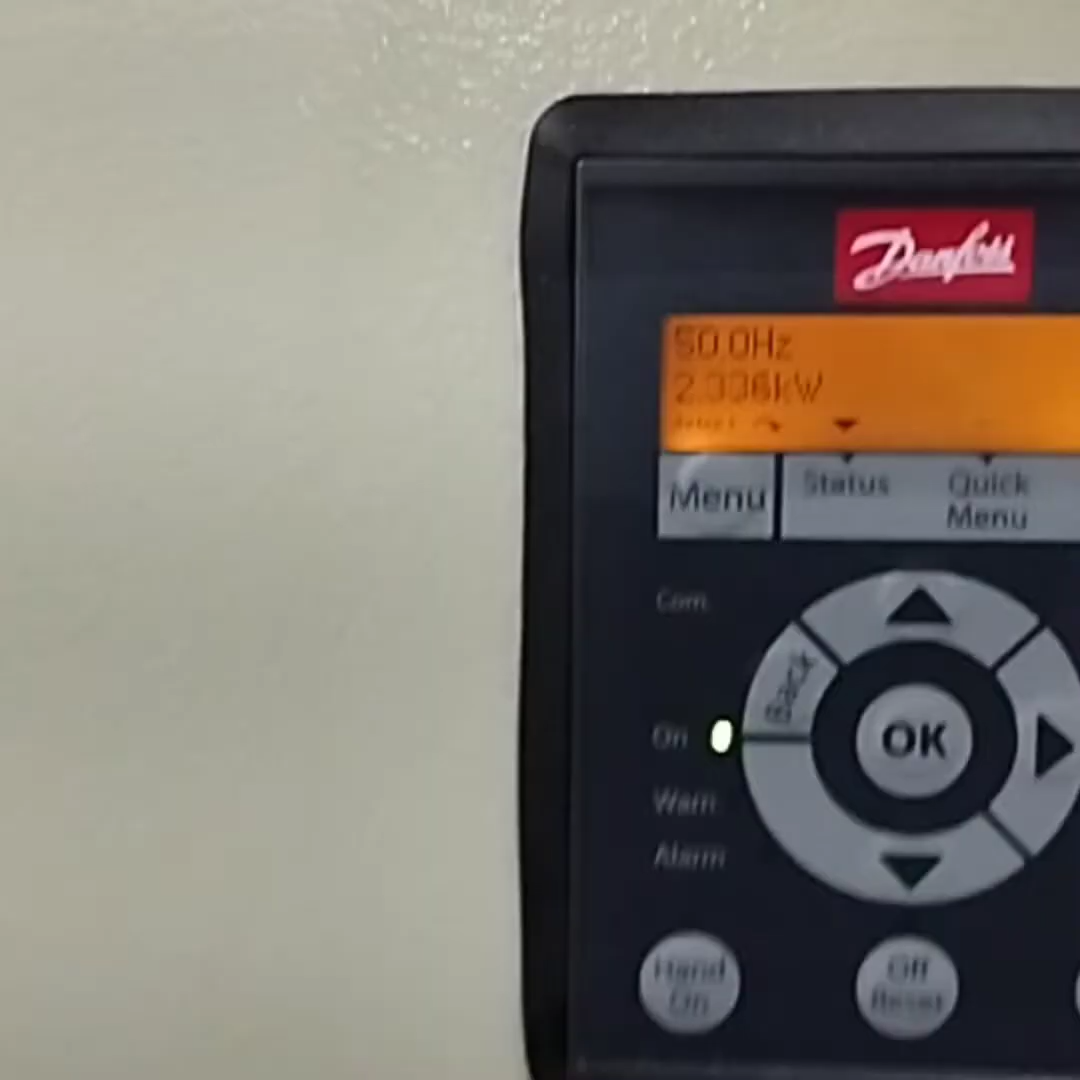 Danfoss
50.0Hz
2.336kW
Menu
Status
Quick
Menu
Com.
Back
On
OK
Warn.
Alarm
Hand
On
Off
Reset